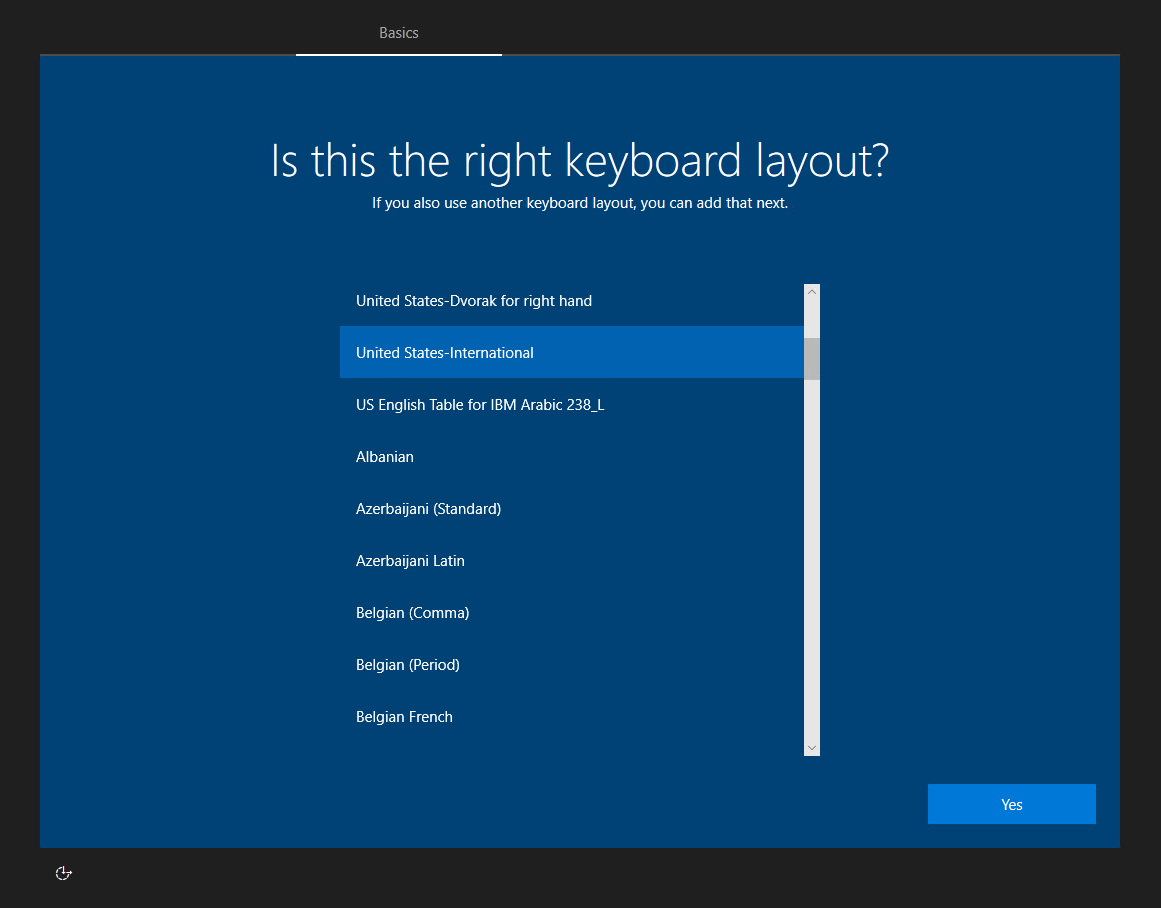 Basics
Is this the right keyboard layout?
If you also use another keyboard layout, you can add that next.
United States-Dvorak for right hand
United States-International
US English Table for IBM Arabic 238_L
Albanian
Azerbaijani (Standard)
Azerbaijani Latin
Belgian (Comma)
Belgian (Period)
Belgian French
Yes